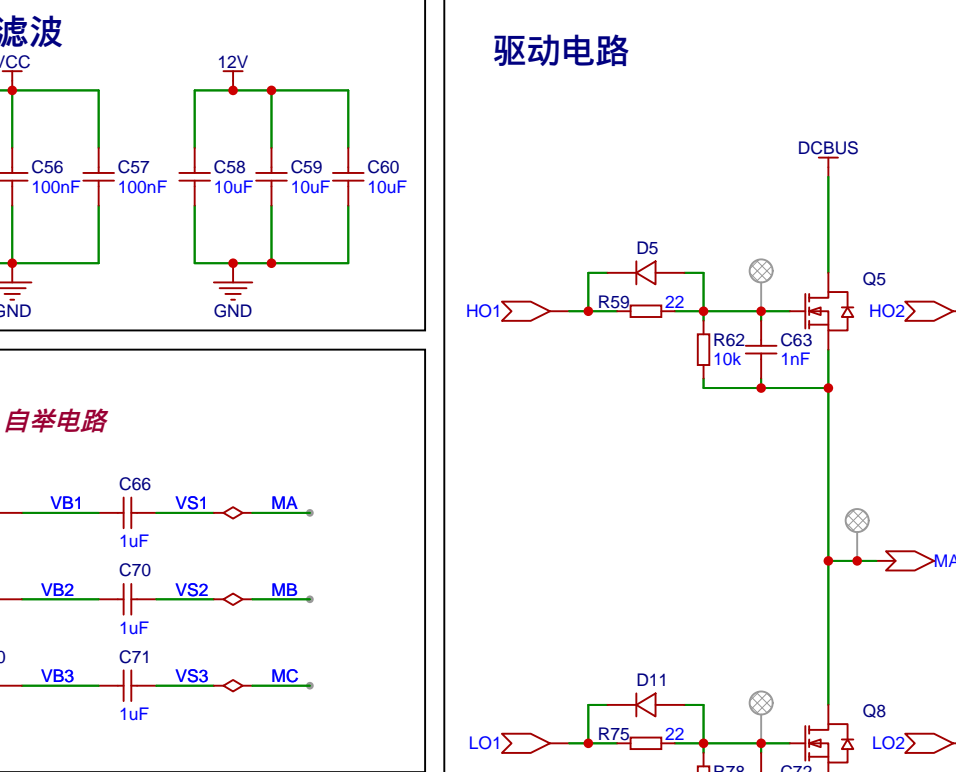 滤波
VCC
12V
C56
100nF
C57
100nF
C58
10uF
C59
10uF
C60
10uF
GND
GND
自举电路
C66
VB1
VS1
MA
1uF
C70
VB2
VS2
MB
1uF
C71
VB3
VS3
MC
1uF
驱动电路
DCBUS
D5
Q5
HO1
R59
22
HO2
R62
10k
C63
1nF
MA
D11
Q8
LO1
R75
22
LO2
R78
C72